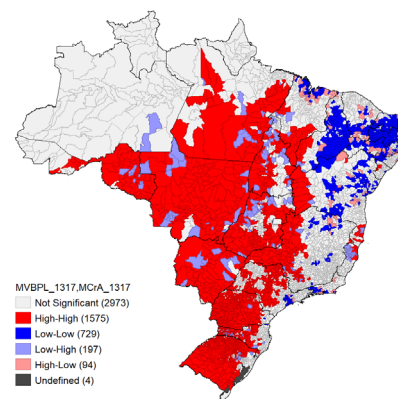 MVBPL_1317,MCrA_1317
Not Significant (2973)
High-High (1575)
Low-Low (729)
Low-High (197)
High-Low (94)
Undefined (4)